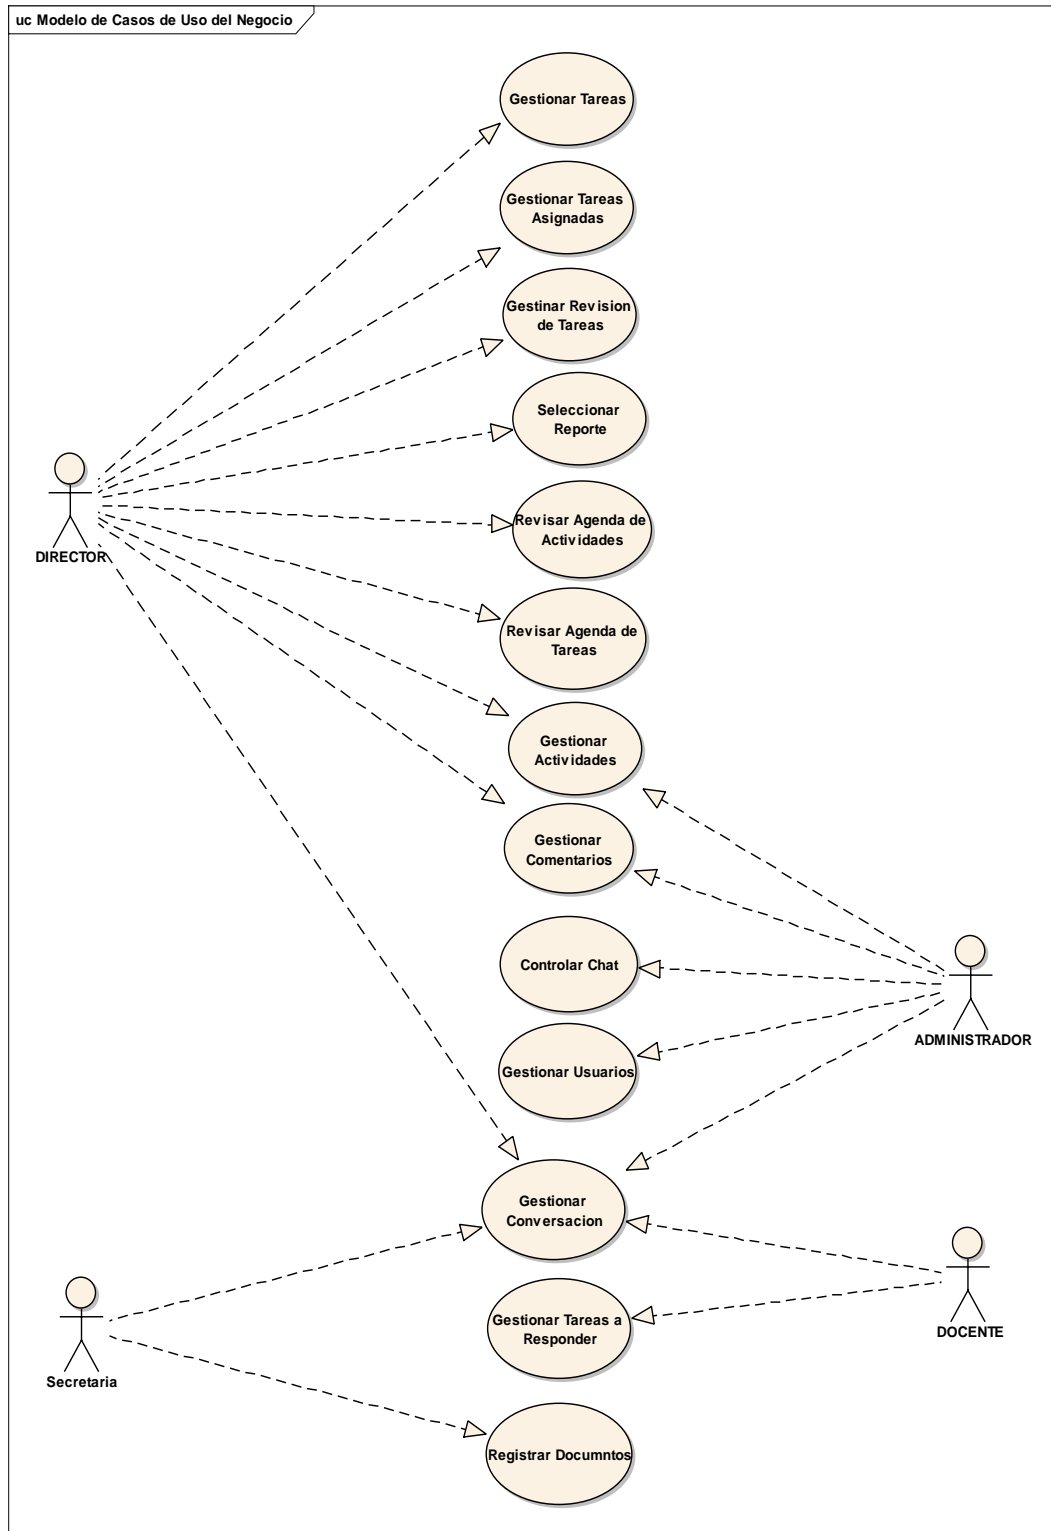 uc Modelo de Casos de Uso del Negocio
Gestionar Tareas
Gestionar Tareas
Asignadas
Gestinar Revision
de Tareas
Seleccionar
Reporte
DIRECTOR
Revisar Agenda de
Actividades
Revisar Agenda de
Tareas
Gestionar
Actividades
Gestionar
Comentarios
Controlar Chat
ADMINISTRADOR
Gestionar Usuarios
Gestionar
Conversacion
DOCENTE
Gestionar Tareas a
Responder
Secretaria
Registrar Documntos